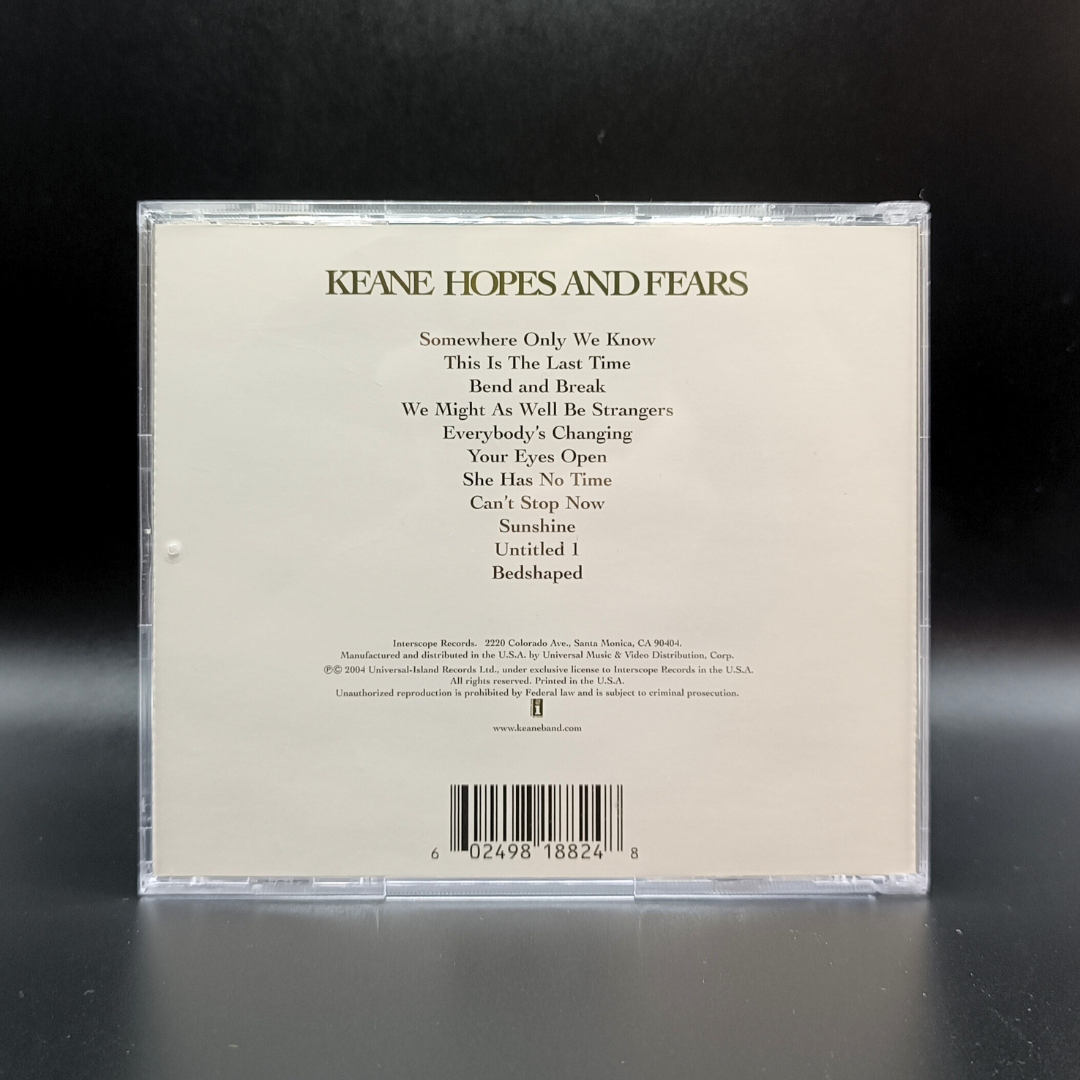 KEANE HOPES AND FEARS
Somewhere Only We Know
This Is The Last Time
Bend and Break
We Might As Well Be Strangers
Everybody's Changing
Your Eyes Open
She Has No Time
Can't Stop Now
Sunshine
Untitled 1
Bedshaped
Interscope Records. 2220 Colorado Ave., Santa Monica, CA 90404.
Manufactured and distributed in the U.S.A. by Universal Music & Video Distribution, Corp.
℗© 2004 Universal-Island Records Ltd., under exclusive license to Interscope Records in the U.S.A.
All rights reserved. Printed in the U.S.A.
Unauthorized reproduction is prohibited by Federal law and is subject to criminal prosecution.
i
www.keaneband.com
6 02498 18824 8